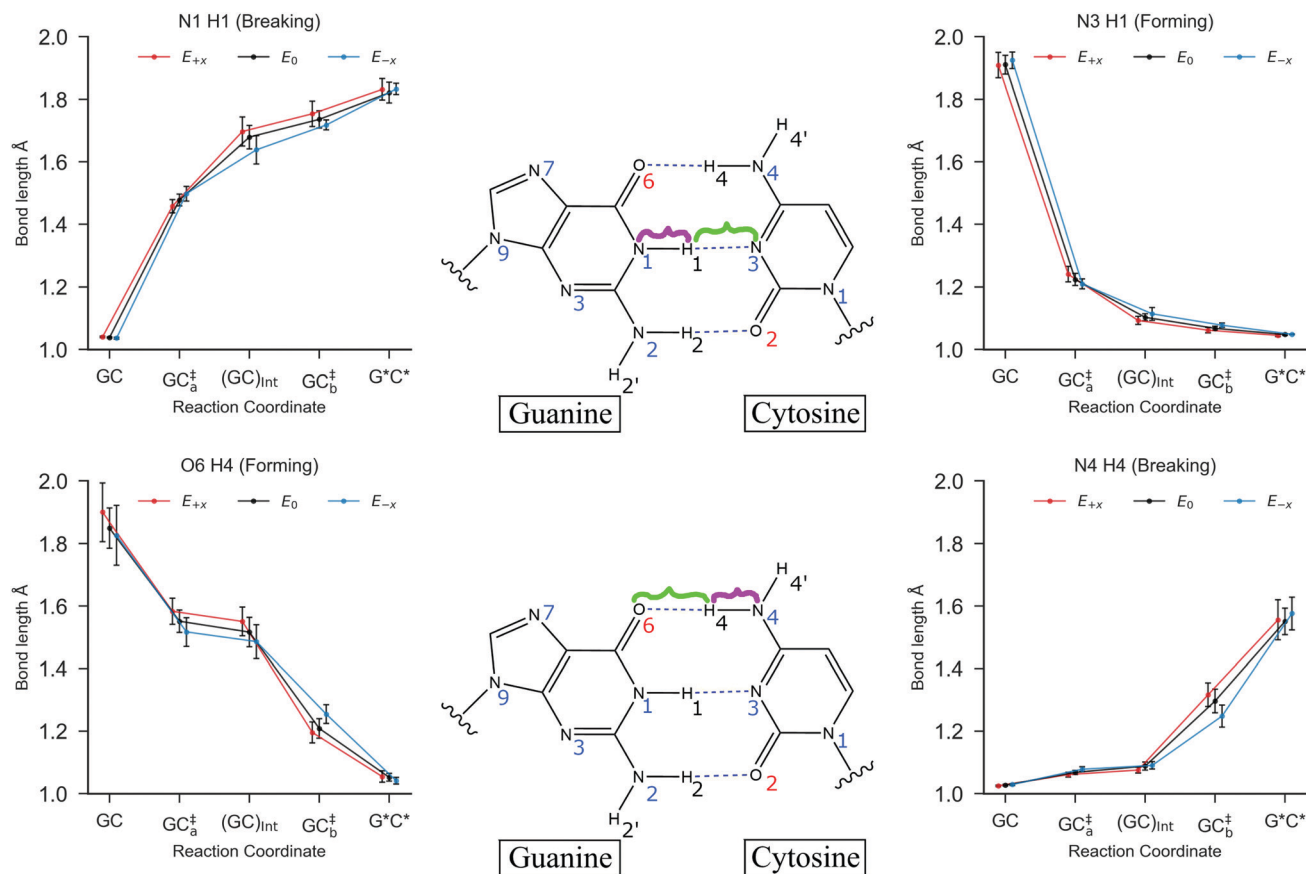 N1 H1 (Breaking)
E+x E0 E−x
2.0
1.8
1.6
1.4
1.2
1.0
Bond length Å
GC GC‡a (GC)Int GC‡b G*C*
Reaction Coordinate
H 4'
O 6 H 4 N 4
N 7
N 9
N 1 H 1 N 3
N 3
N 1
N 2 H 2 O 2
H 2'
Guanine Cytosine
N3 H1 (Forming)
E+x E0 E−x
2.0
1.8
1.6
1.4
1.2
1.0
Bond length Å
GC GC‡a (GC)Int GC‡b G*C*
Reaction Coordinate
O6 H4 (Forming)
E+x E0 E−x
2.0
1.8
1.6
1.4
1.2
1.0
Bond length Å
GC GC‡a (GC)Int GC‡b G*C*
Reaction Coordinate
H 4'
O 6 H 4 N 4
N 7
N 9
N 1 H 1 N 3
N 3
N 1
N 2 H 2 O 2
H 2'
Guanine Cytosine
N4 H4 (Breaking)
E+x E0 E−x
2.0
1.8
1.6
1.4
1.2
1.0
Bond length Å
GC GC‡a (GC)Int GC‡b G*C*
Reaction Coordinate